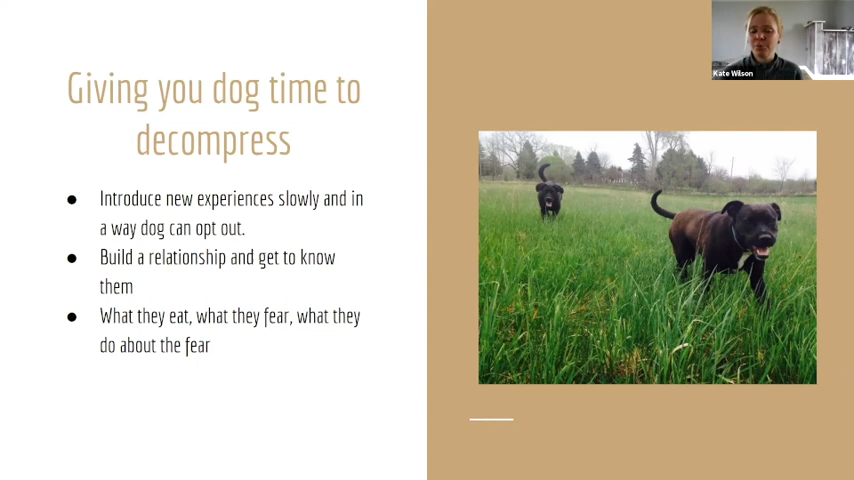 Giving you dog time to
decompress
● Introduce new experiences slowly and in
a way dog can opt out.
● Build a relationship and get to know
them
● What they eat, what they fear, what they
do about the fear
Kate Wilson